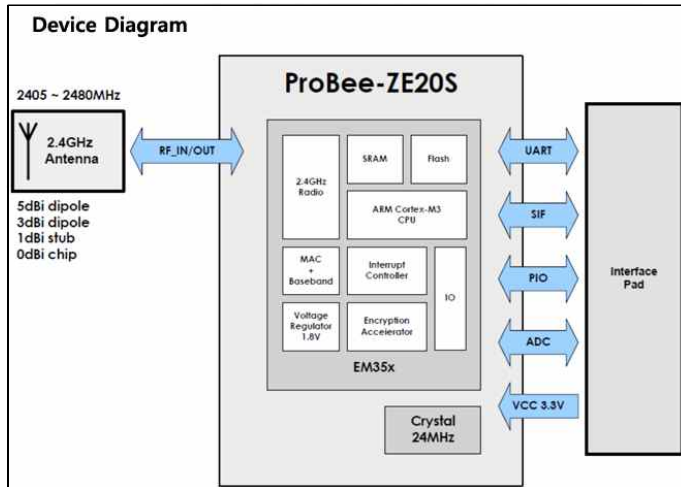 Device Diagram
ProBee-ZE20S
2405 ~ 2480MHz
2.4GHz
Antenna
RF_IN/OUT
5dBi dipole
3dBi dipole
1dBi stub
0dBi chip
2.4GHz
Radio
SRAM
Flash
ARM Cortex-M3
CPU
MAC
+
Baseband
Interrupt
Controller
IO
Voltage
Regulator
1.8V
Encryption
Accelerator
EM35x
Crystal
24MHz
UART
SIF
PIO
ADC
VCC 3.3V
Interface
Pad